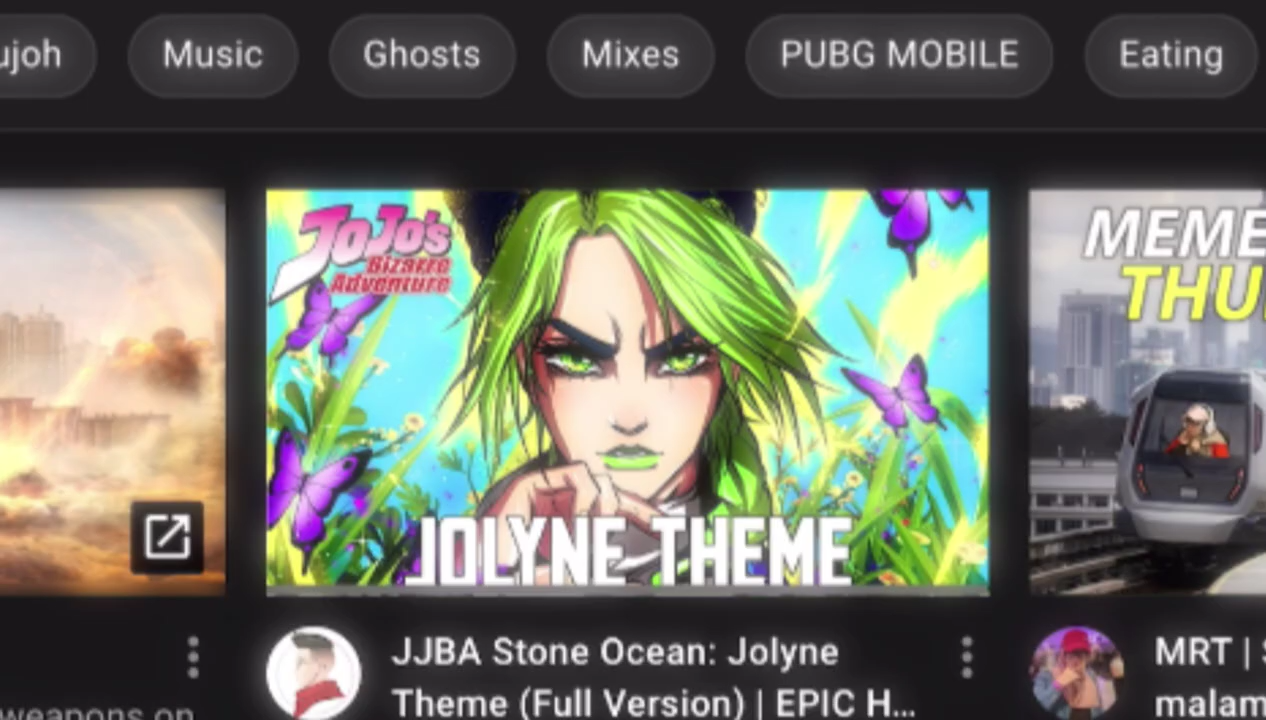 ujoh
Music
Ghosts
Mixes
PUBG MOBILE
Eating
JoJo's
Bizarre
Adventure
JOLYNE THEME
MEME
THU
JJBA Stone Ocean: Jolyne
Theme (Full Version) | EPIC H...
MRT |
malam
weapons on